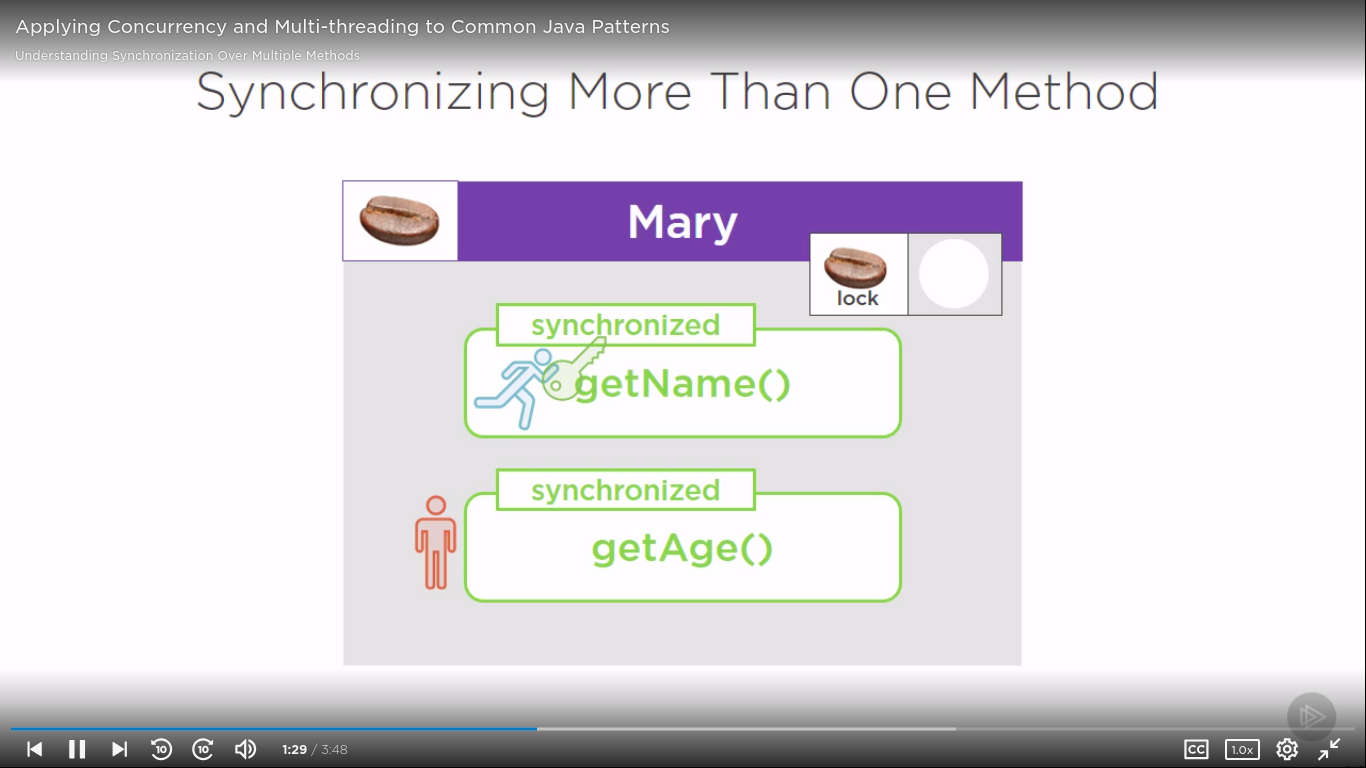 Applying Concurrency and Multi-threading to Common Java Patterns
Understanding Synchronization Over Multiple Methods
Synchronizing More Than One Method
Mary
lock
synchronized
getName()
synchronized
getAge()
10
10
1:29 / 3:48
CC
1.0x